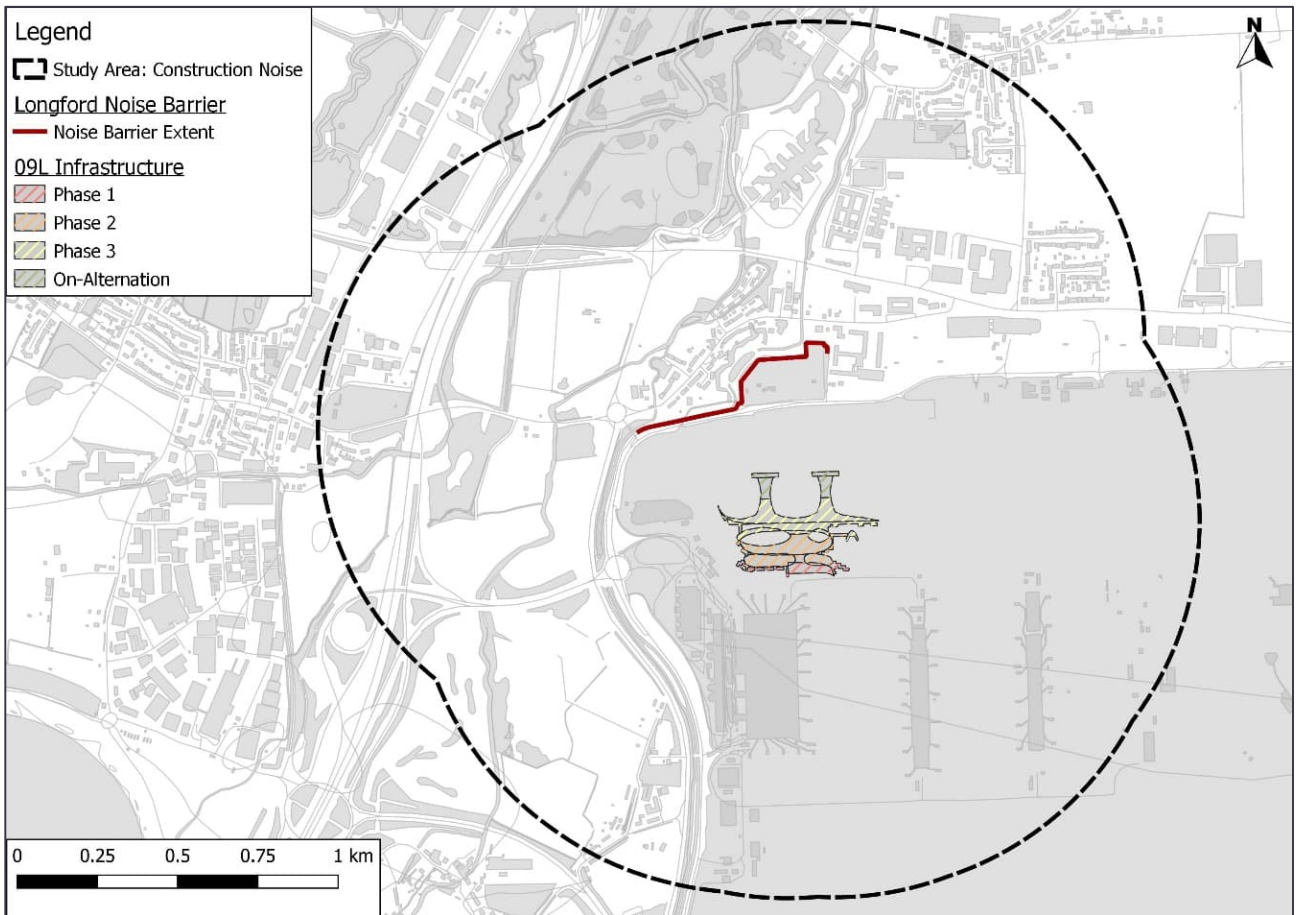 Legend
Study Area: Construction Noise
Longford Noise Barrier
Noise Barrier Extent
09L Infrastructure
Phase 1
Phase 2
Phase 3
On-Alternation
N
0 0.25 0.5 0.75 1 km